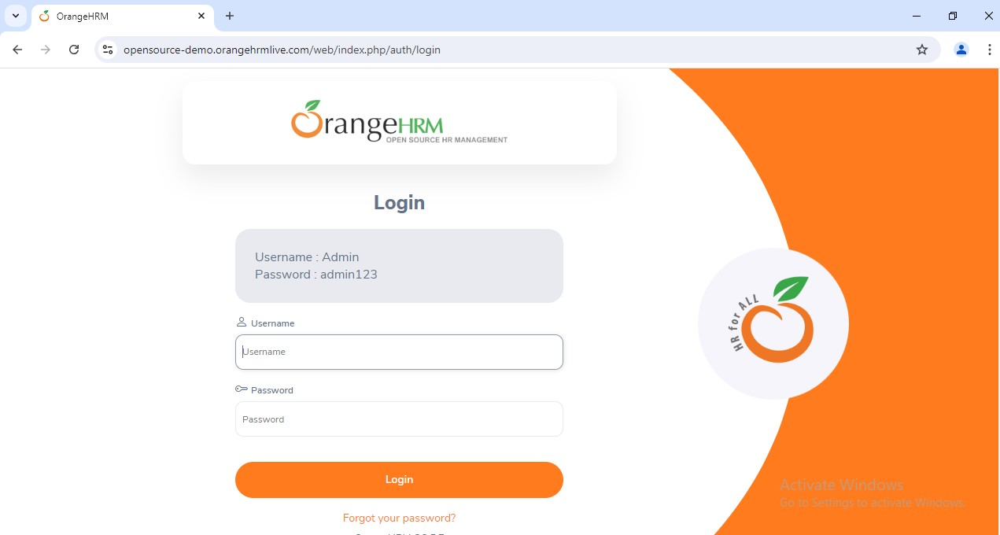 OrangeHRM
opensource-demo.orangehrmlive.com/web/index.php/auth/login
OrangeHRM
OPEN SOURCE HR MANAGEMENT
Login
Username : Admin
Password : admin123
Username
Username
Password
Password
Login
Forgot your password?
HR for ALL
Activate Windows
Go to Settings to activate Windows.